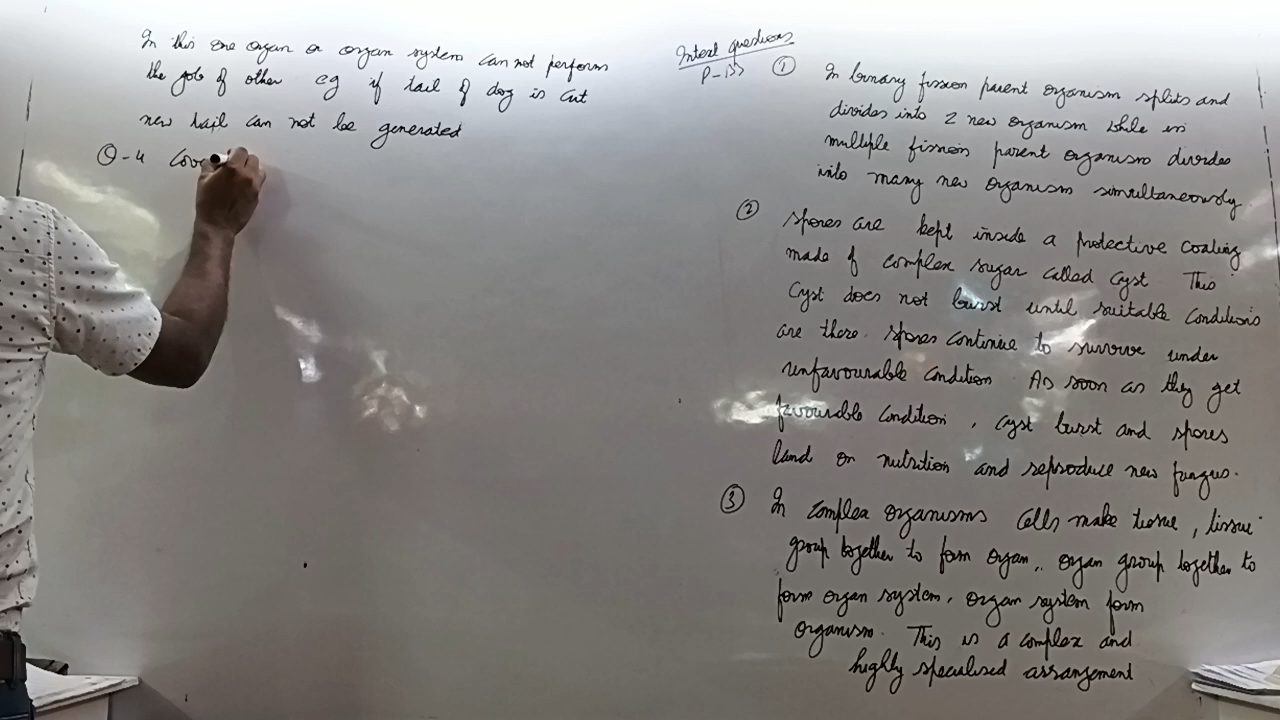 Intext questions
P-133
① In binary fission parent organism splits and
divides into 2 new organism while in
multiple fission parent organism divides
into many new organism simultaneously
② spores are kept inside a protective coating
made of complex sugar called cyst This
cyst does not burst until suitable conditions
are there. spores continue to survive under
unfavourable condition As soon as they get
favourable condition, cyst burst and spores
land on nutrition and reproduce new fungus.
③ In complex organisms cells make tissue, tissue
group together to form organ, organ group together to
form organ system, organ system form
organism. This is a complex and
highly specialised arrangement
In this one organ or organ system can not perform
the job of other eg if tail of dog is cut
new tail can not be generated
Q-4